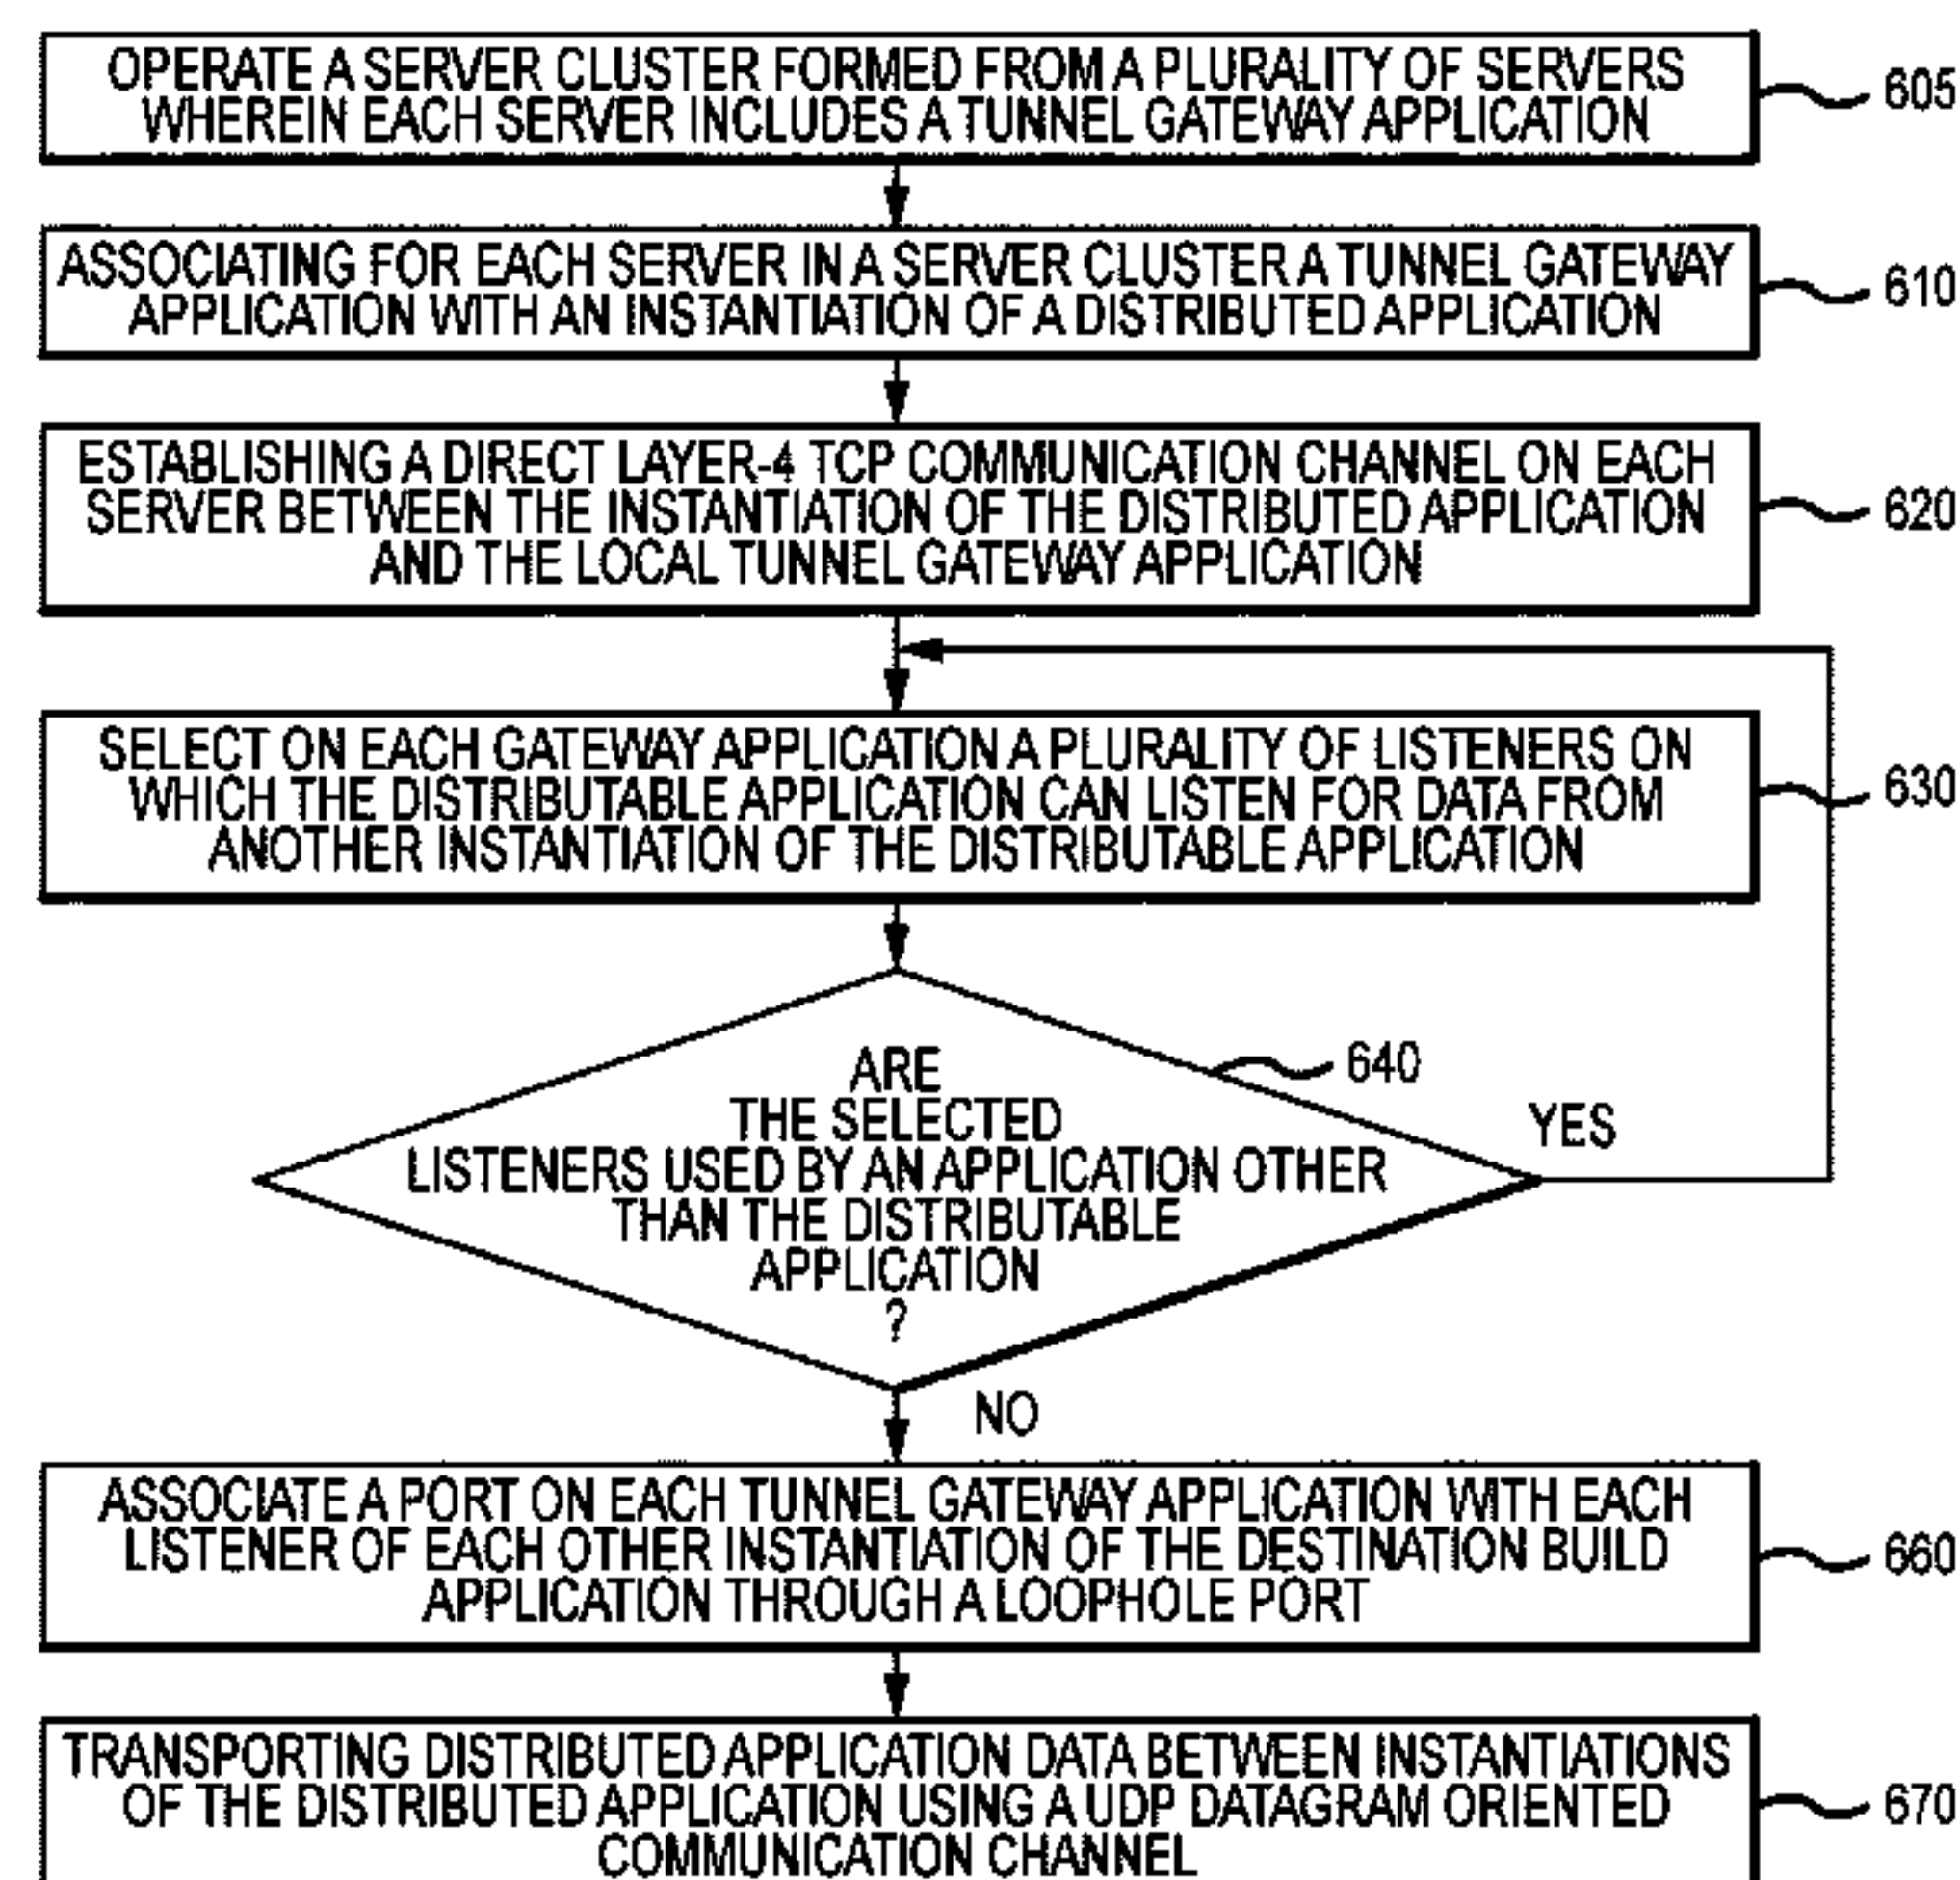 OPERATE A SERVER CLUSTER FORMED FROM A PLURALITY OF SERVERS
WHEREIN EACH SERVER INCLUDES A TUNNEL GATEWAY APPLICATION
605
ASSOCIATING FOR EACH SERVER IN A SERVER CLUSTER A TUNNEL GATEWAY
APPLICATION WITH AN INSTANTIATION OF A DISTRIBUTED APPLICATION
610
ESTABLISHING A DIRECT LAYER-4 TCP COMMUNICATION CHANNEL ON EACH
SERVER BETWEEN THE INSTANTIATION OF THE DISTRIBUTED APPLICATION
AND THE LOCAL TUNNEL GATEWAY APPLICATION
620
SELECT ON EACH GATEWAY APPLICATION A PLURALITY OF LISTENERS ON
WHICH THE DISTRIBUTABLE APPLICATION CAN LISTEN FOR DATA FROM
ANOTHER INSTANTIATION OF THE DISTRIBUTABLE APPLICATION
630
ARE
THE SELECTED
LISTENERS USED BY AN APPLICATION OTHER
THAN THE DISTRIBUTABLE
APPLICATION
?
640
YES
NO
ASSOCIATE A PORT ON EACH TUNNEL GATEWAY APPLICATION WITH EACH
LISTENER OF EACH OTHER INSTANTIATION OF THE DESTINATION BUILD
APPLICATION THROUGH A LOOPHOLE PORT
660
TRANSPORTING DISTRIBUTED APPLICATION DATA BETWEEN INSTANTIATIONS
OF THE DISTRIBUTED APPLICATION USING A UDP DATAGRAM ORIENTED
COMMUNICATION CHANNEL
670